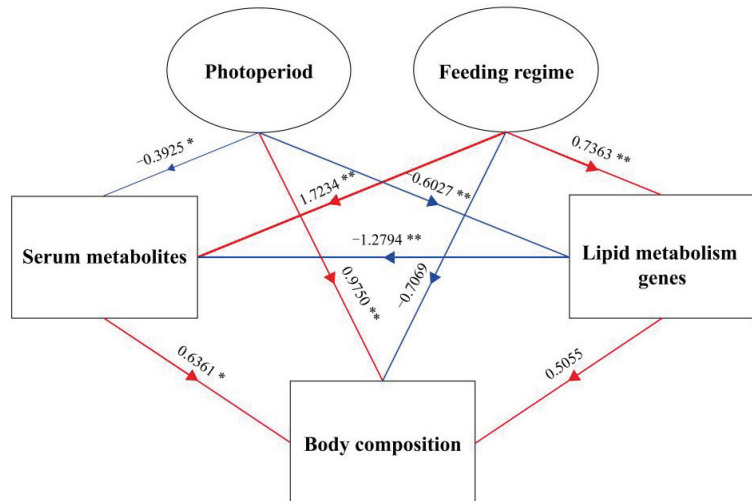 Photoperiod
Feeding regime
−0.3925 *
0.7363 **
1.7234 **
−0.6027 **
−1.2794 **
Serum metabolites
Lipid metabolism
genes
0.9750 **
−0.7069
0.6361 *
0.5055
Body composition